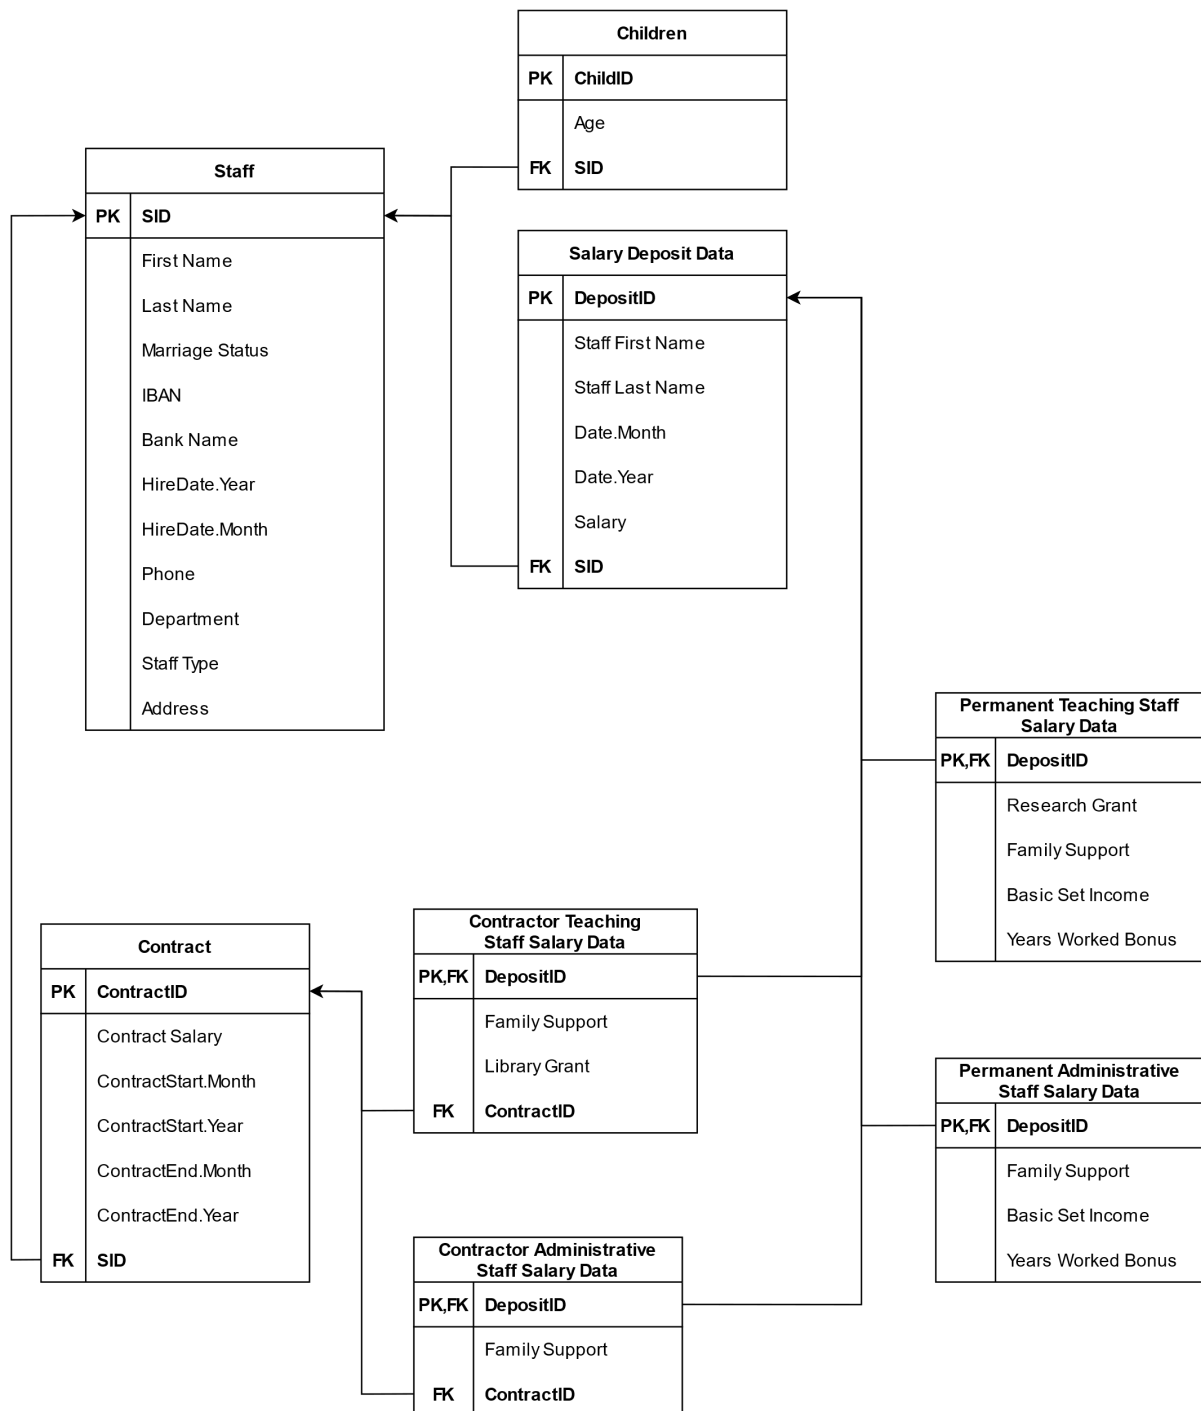 Children
PK ChildID
Age
FK SID
Staff
PK SID
First Name
Last Name
Marriage Status
IBAN
Bank Name
HireDate.Year
HireDate.Month
Phone
Department
Staff Type
Address
Salary Deposit Data
PK DepositID
Staff First Name
Staff Last Name
Date.Month
Date.Year
Salary
FK SID
Permanent Teaching Staff
Salary Data
PK,FK DepositID
Research Grant
Family Support
Basic Set Income
Years Worked Bonus
Contract
PK ContractID
Contract Salary
ContractStart.Month
ContractStart.Year
ContractEnd.Month
ContractEnd.Year
FK SID
Contractor Teaching
Staff Salary Data
PK,FK DepositID
Family Support
Library Grant
FK ContractID
Permanent Administrative
Staff Salary Data
PK,FK DepositID
Family Support
Basic Set Income
Years Worked Bonus
Contractor Administrative
Staff Salary Data
PK,FK DepositID
Family Support
FK ContractID